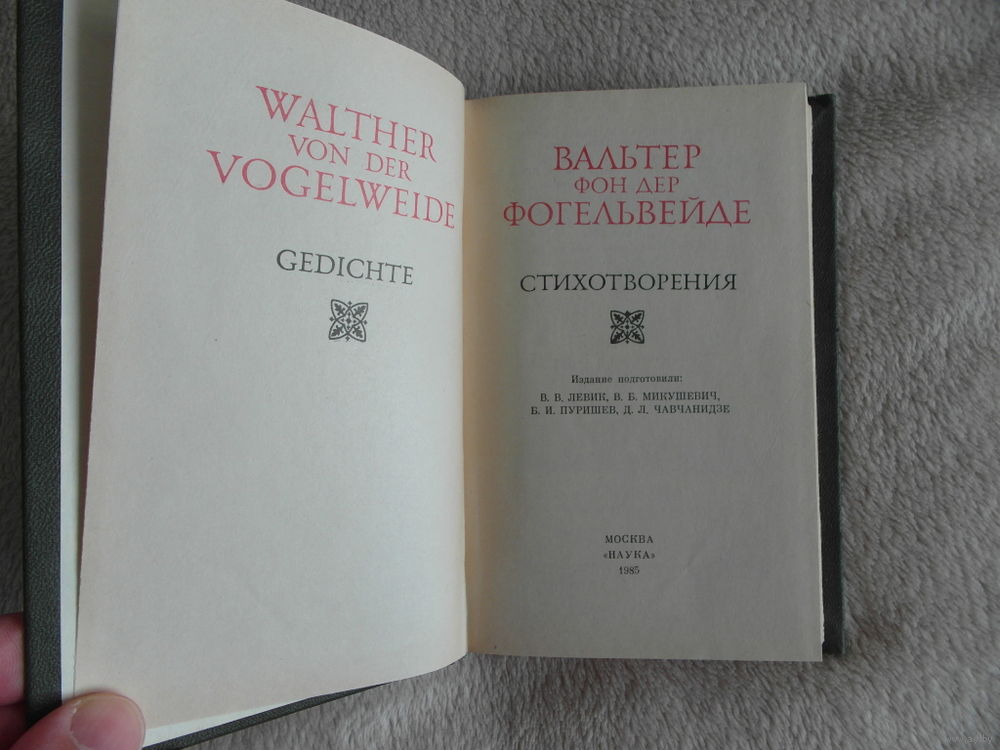 WALTHER
VON DER
VOGELWEIDE
GEDICHTE
ВАЛЬТЕР
ФОН ДЕР
ФОГЕЛЬВЕЙДЕ
СТИХОТВОРЕНИЯ
Издание подготовили:
В. В. ЛЕВИК, В. Б. МИКУШЕВИЧ,
Б. И. ПУРИШЕВ, Д. Л. ЧАВЧАНИДЗЕ
МОСКВА
«НАУКА»
1985